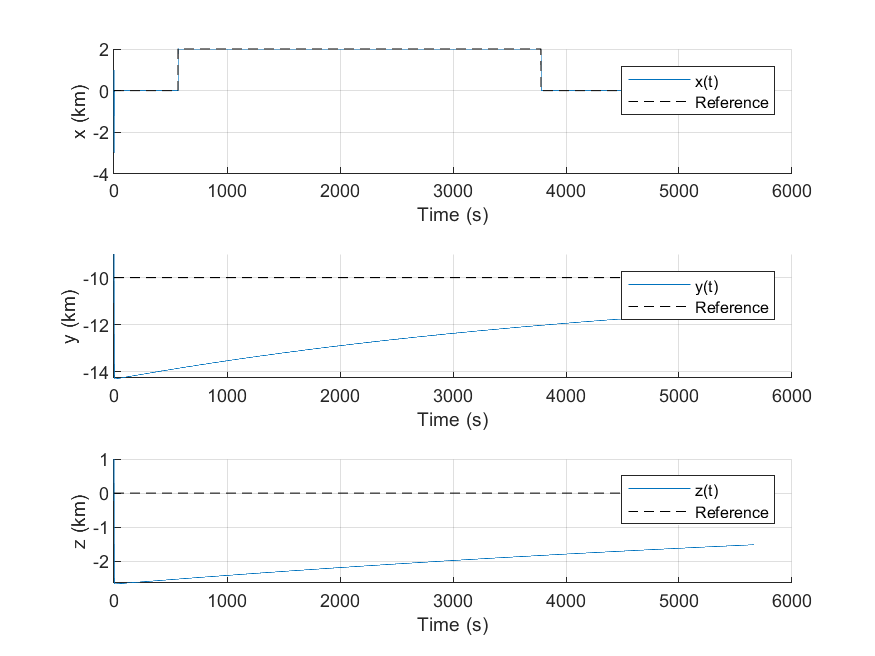 2
0
-2
-4
x (km)
x(t)
Reference
0 1000 2000 3000 4000 5000 6000
Time (s)
-10
-12
-14
y (km)
y(t)
Reference
0 1000 2000 3000 4000 5000 6000
Time (s)
1
0
-1
-2
z (km)
z(t)
Reference
0 1000 2000 3000 4000 5000 6000
Time (s)